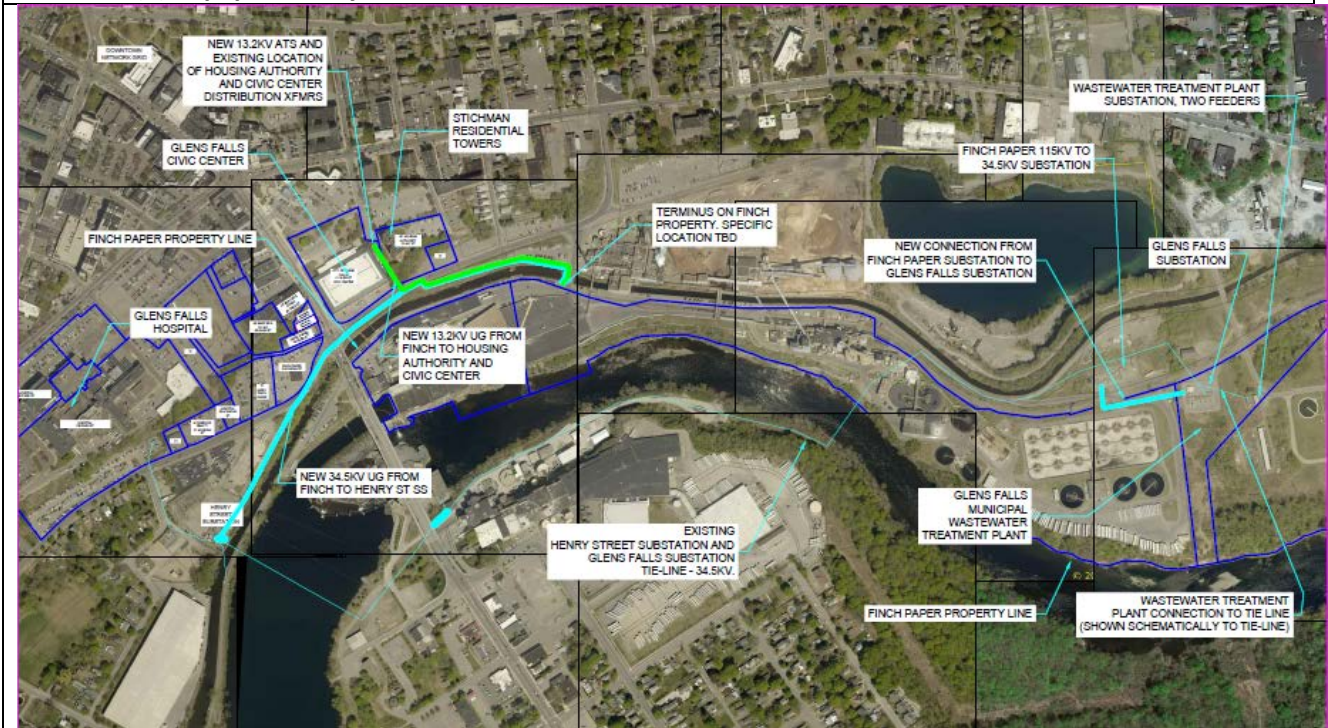 DOWNTOWN
NETWORK GRID
NEW 13.2KV ATS AND
EXISTING LOCATION
OF HOUSING AUTHORITY
AND CIVIC CENTER
DISTRIBUTION XFMRS
STICHMAN
RESIDENTIAL
TOWERS
GLENS FALLS
CIVIC CENTER
WASTEWATER TREATMENT PLANT
SUBSTATION, TWO FEEDERS
FINCH PAPER 115KV TO
34.5KV SUBSTATION
FINCH PAPER PROPERTY LINE
TERMINUS ON FINCH
PROPERTY. SPECIFIC
LOCATION TBD
NEW CONNECTION FROM
FINCH PAPER SUBSTATION TO
GLENS FALLS SUBSTATION
GLENS FALLS
SUBSTATION
GLENS FALLS
HOSPITAL
NEW 13.2KV UG FROM
FINCH TO HOUSING
AUTHORITY AND
CIVIC CENTER
NEW 34.5KV UG FROM
FINCH TO HENRY ST SS
HENRY
STREET
SUBSTATION
EXISTING
HENRY STREET SUBSTATION AND
GLENS FALLS SUBSTATION
TIE-LINE - 34.5KV.
GLENS FALLS
MUNICIPAL
WASTEWATER
TREATMENT PLANT
FINCH PAPER PROPERTY LINE
WASTEWATER TREATMENT
PLANT CONNECTION TO TIE LINE
(SHOWN SCHEMATICALLY TO TIE-LINE)